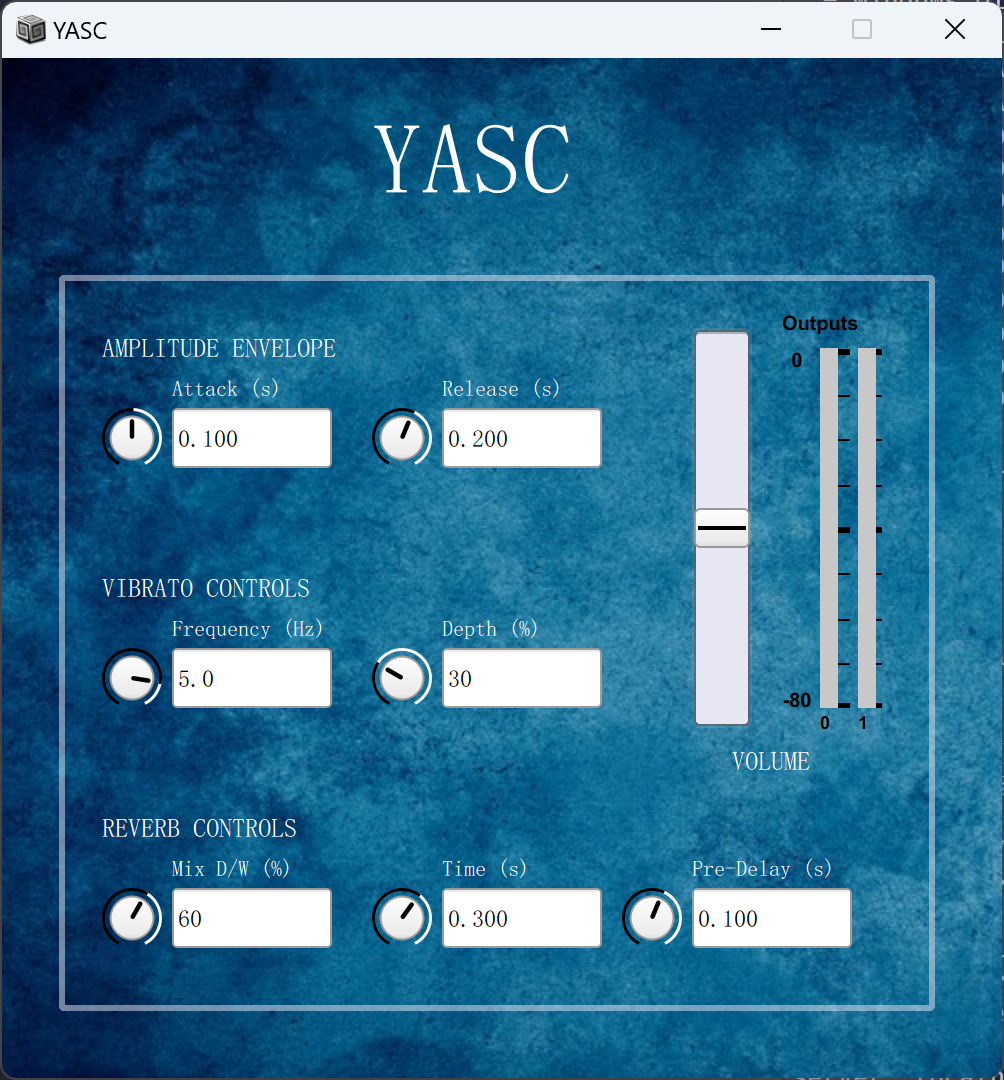 YASC
YASC
AMPLITUDE ENVELOPE
Attack (s)
0.100
Release (s)
0.200
VIBRATO CONTROLS
Frequency (Hz)
5.0
Depth (%)
30
Outputs
0
-80
0 1
VOLUME
REVERB CONTROLS
Mix D/W (%)
60
Time (s)
0.300
Pre-Delay (s)
0.100